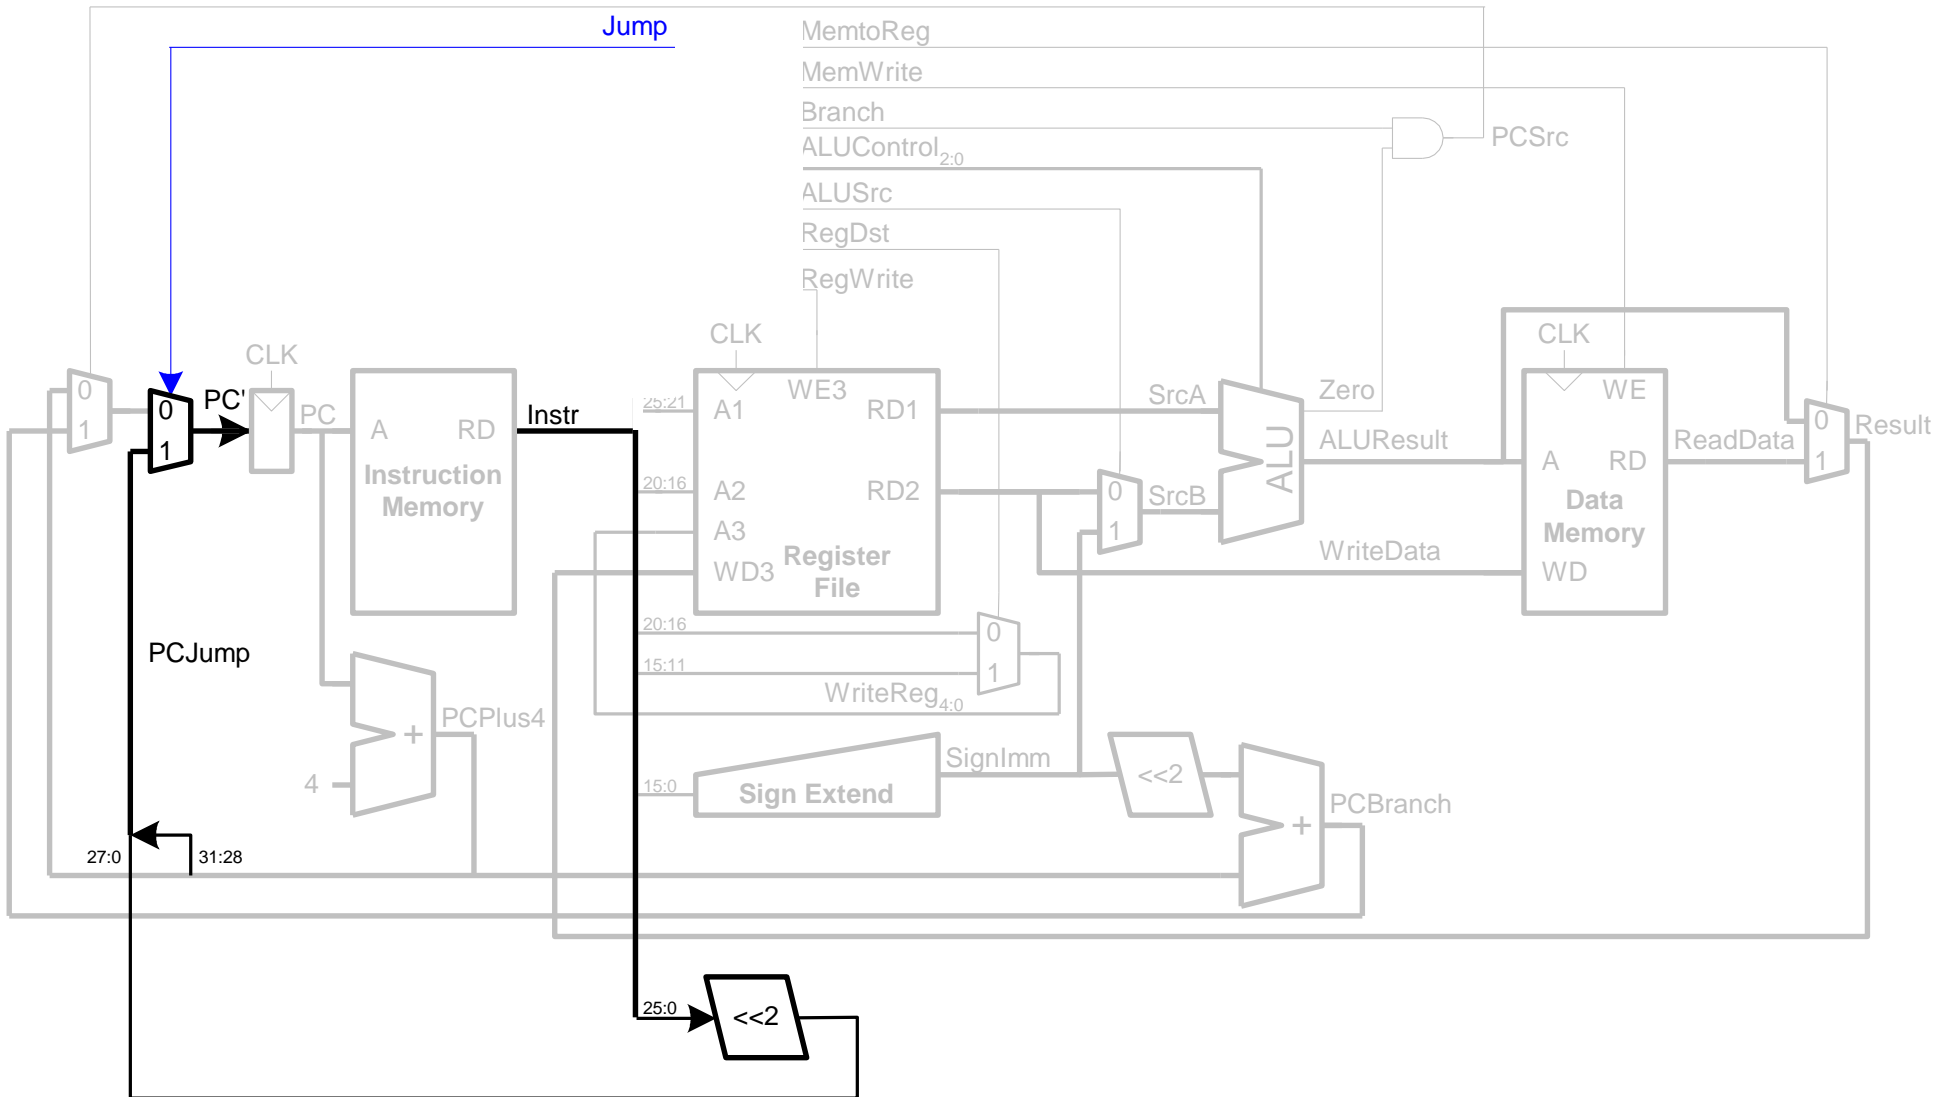 Jump
MemtoReg
MemWrite
Branch
ALUControl2:0
PCSrc
ALUSrc
RegDst
RegWrite
CLK
CLK
CLK
0
1
0
1
PC'
PC
A
RD
Instruction
Memory
Instr
25:21
A1
WE3
RD1
SrcA
Zero
WE
20:16
A2
RD2
0
1
SrcB
ALU
ALUResult
A
RD
Data
Memory
ReadData
0
1
Result
A3
WD3
Register
File
WriteData
WD
20:16
0
15:11
1
WriteReg4:0
PCJump
+
PCPlus4
4
15:0
Sign Extend
SignImm
<<2
+
PCBranch
27:0
31:28
25:0
<<2